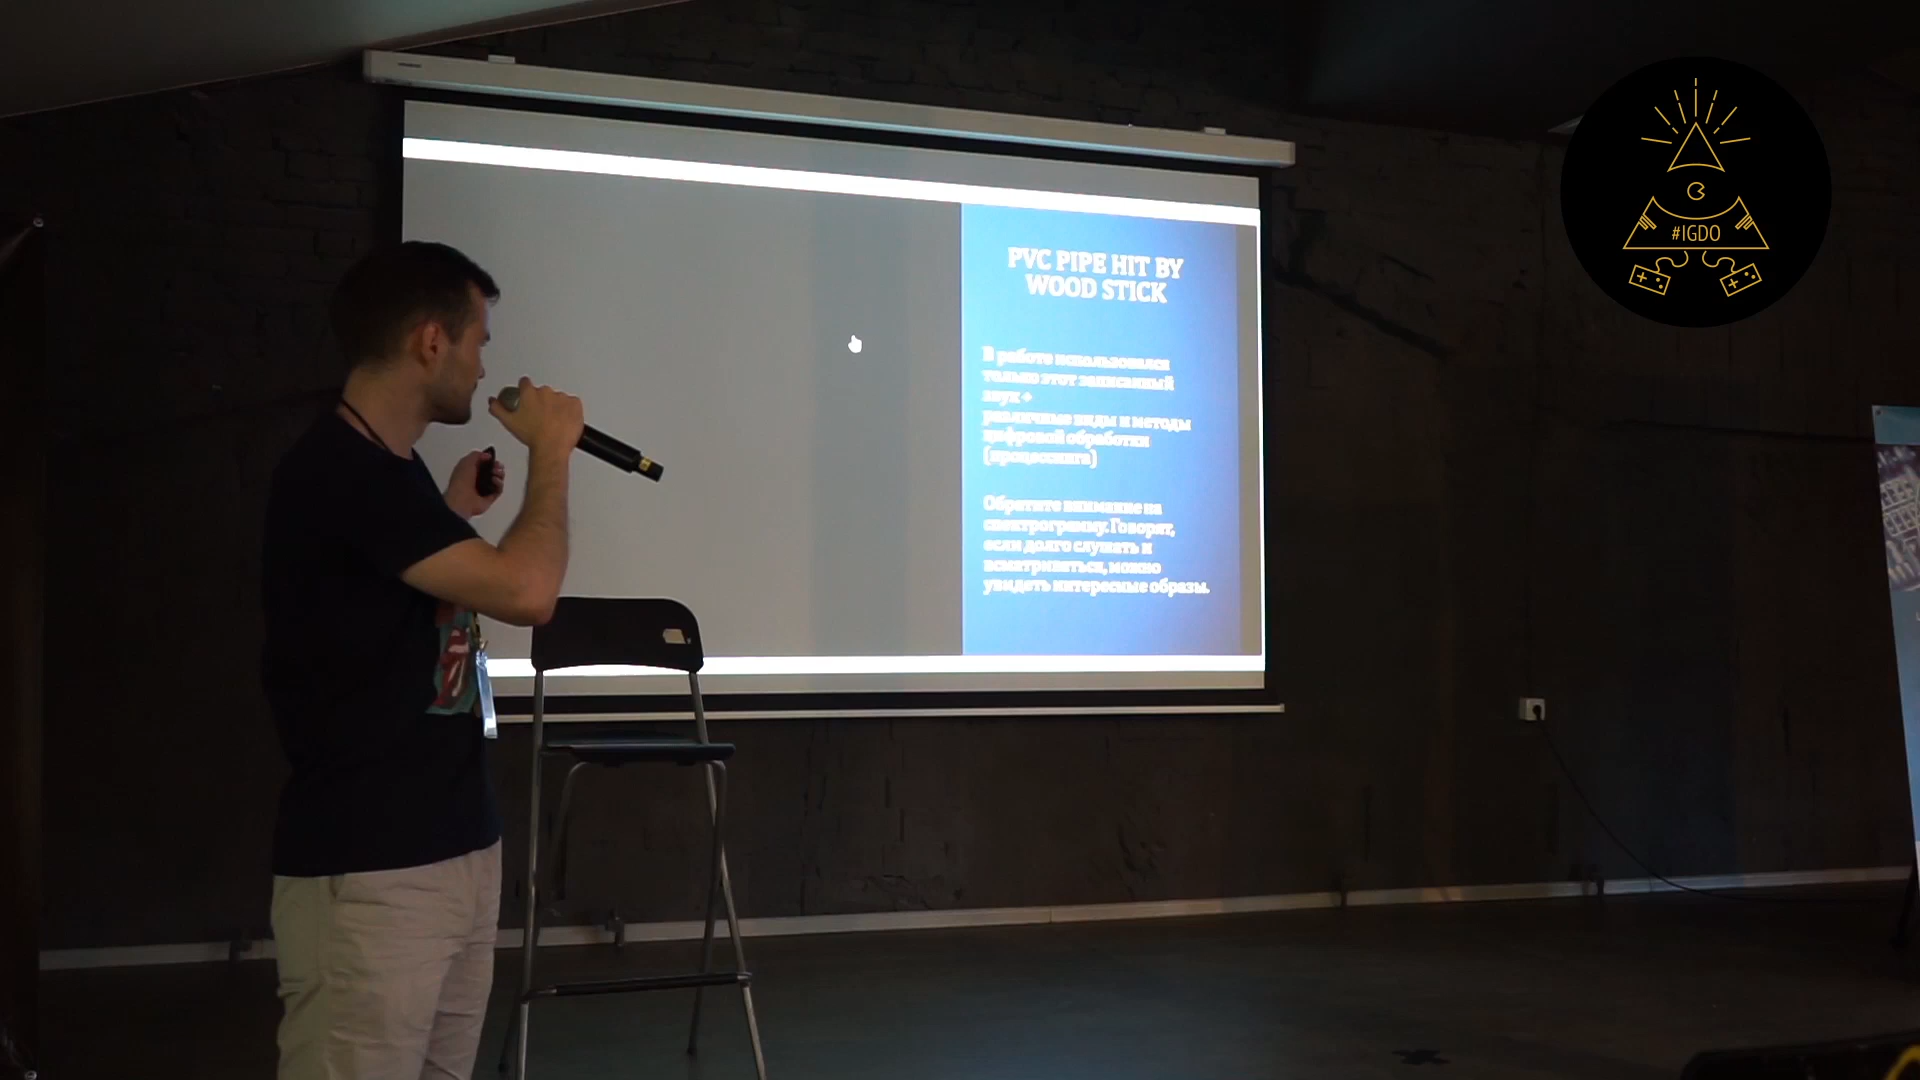 PVC PIPE HIT BY
WOOD STICK
В работе использовался
только этот записанный
звук +
различные виды и методы
цифровой обработки
(процессинга)
Обратите внимание на
спектрограмму. Говорят,
если долго слушать и
всматриваться, можно
увидеть интересные образы.
#IGDO